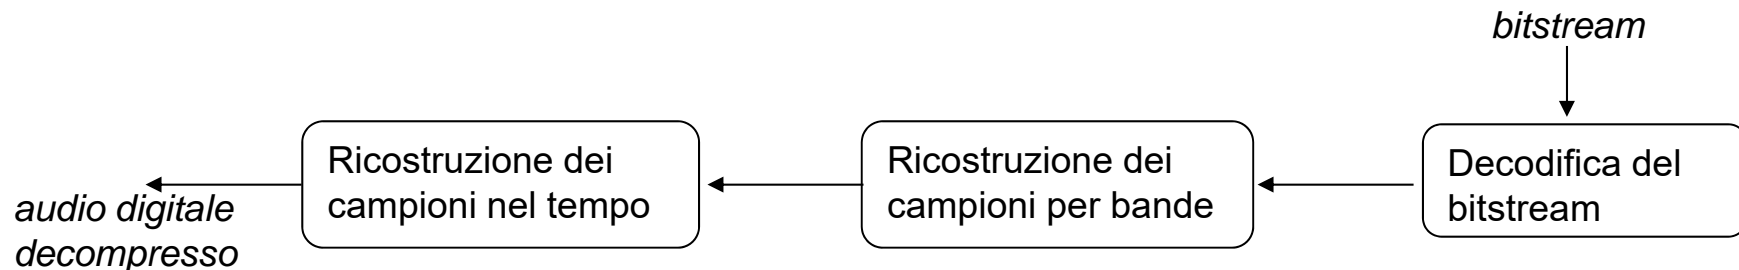 bitstream
Ricostruzione dei
campioni nel tempo
Ricostruzione dei
campioni per bande
Decodifica del
bitstream
audio digitale
decompresso